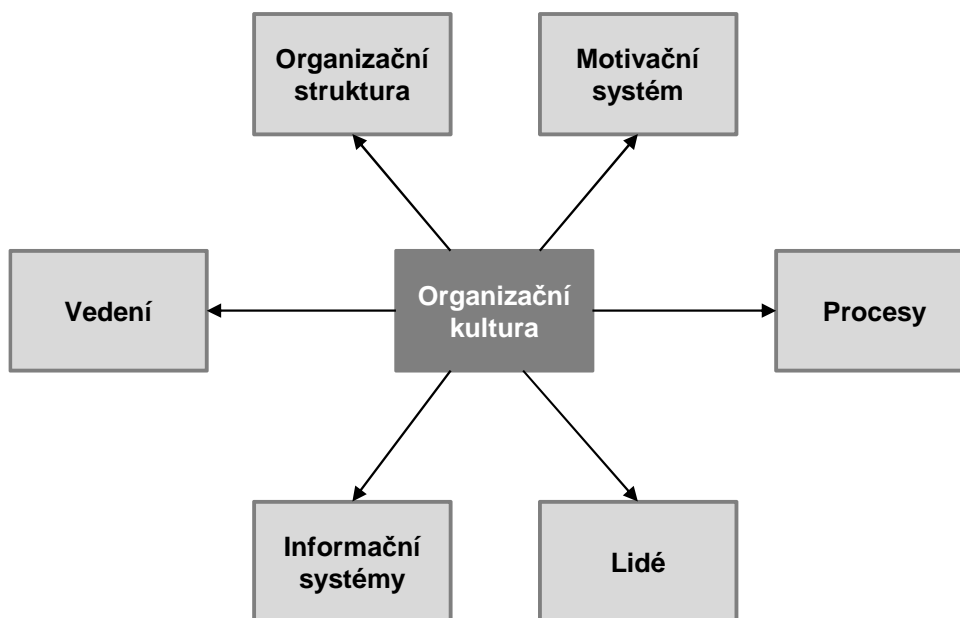 Organizační
struktura
Motivační
systém
Vedení
Organizační
kultura
Procesy
Informační
systémy
Lidé